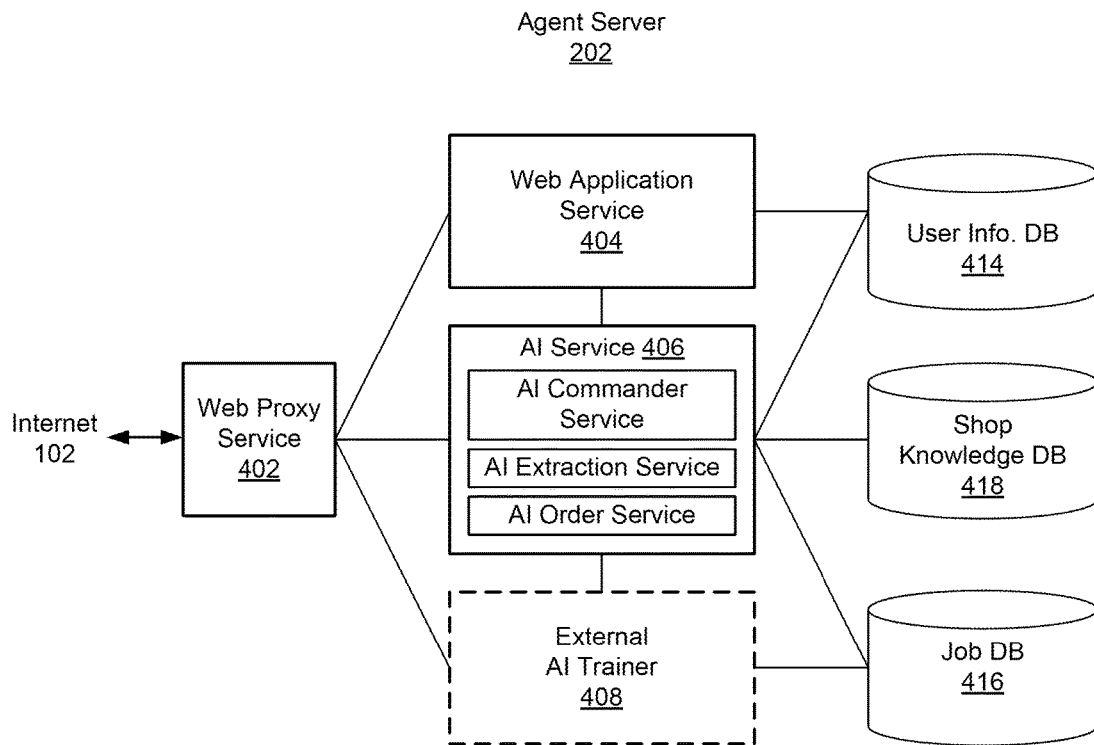 Agent Server
202
Web Application
Service
404
User Info. DB
414
AI Service 406
AI Commander
Service
AI Extraction Service
AI Order Service
Internet
102
Web Proxy
Service
402
Shop
Knowledge DB
418
External
AI Trainer
408
Job DB
416